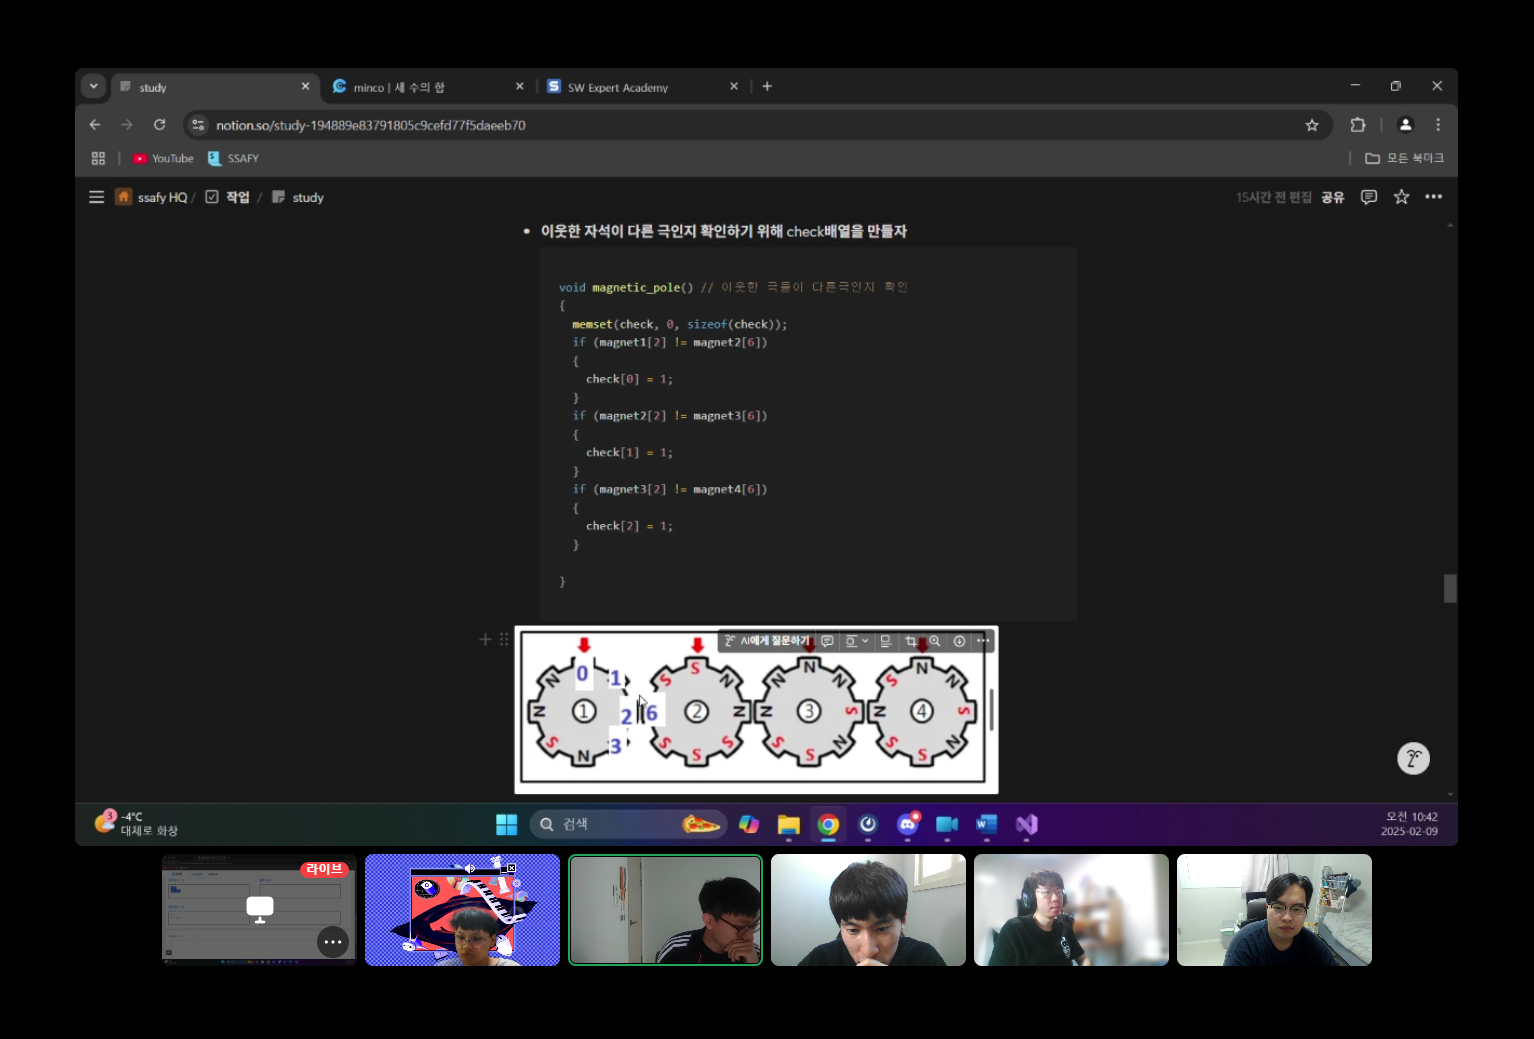 study
minco | 세 수의 합
SW Expert Academy
notion.so/study-194889e83791805c9cefd77f5daeeb70
YouTube
SSAFY
모든 북마크
ssafy HQ / 작업 / study
15시간 전 편집
공유
• 이웃한 자석이 다른 극인지 확인하기 위해 check배열을 만들자
void magnetic_pole() // 이웃한 극들이 다른극인지 확인
{
memset(check, 0, sizeof(check));
if (magnet1[2] != magnet2[6])
{
check[0] = 1;
}
if (magnet2[2] != magnet3[6])
{
check[1] = 1;
}
if (magnet3[2] != magnet4[6])
{
check[2] = 1;
}
}
AI에게 질문하기
N 0 1 S S N N N N S N N
N 1 2 6 2 N N 3 S N 4 S
S N 3 S S S S S N S S N
3
-4°C
대체로 화창
검색
오전 10:42
2025-02-09
라이브